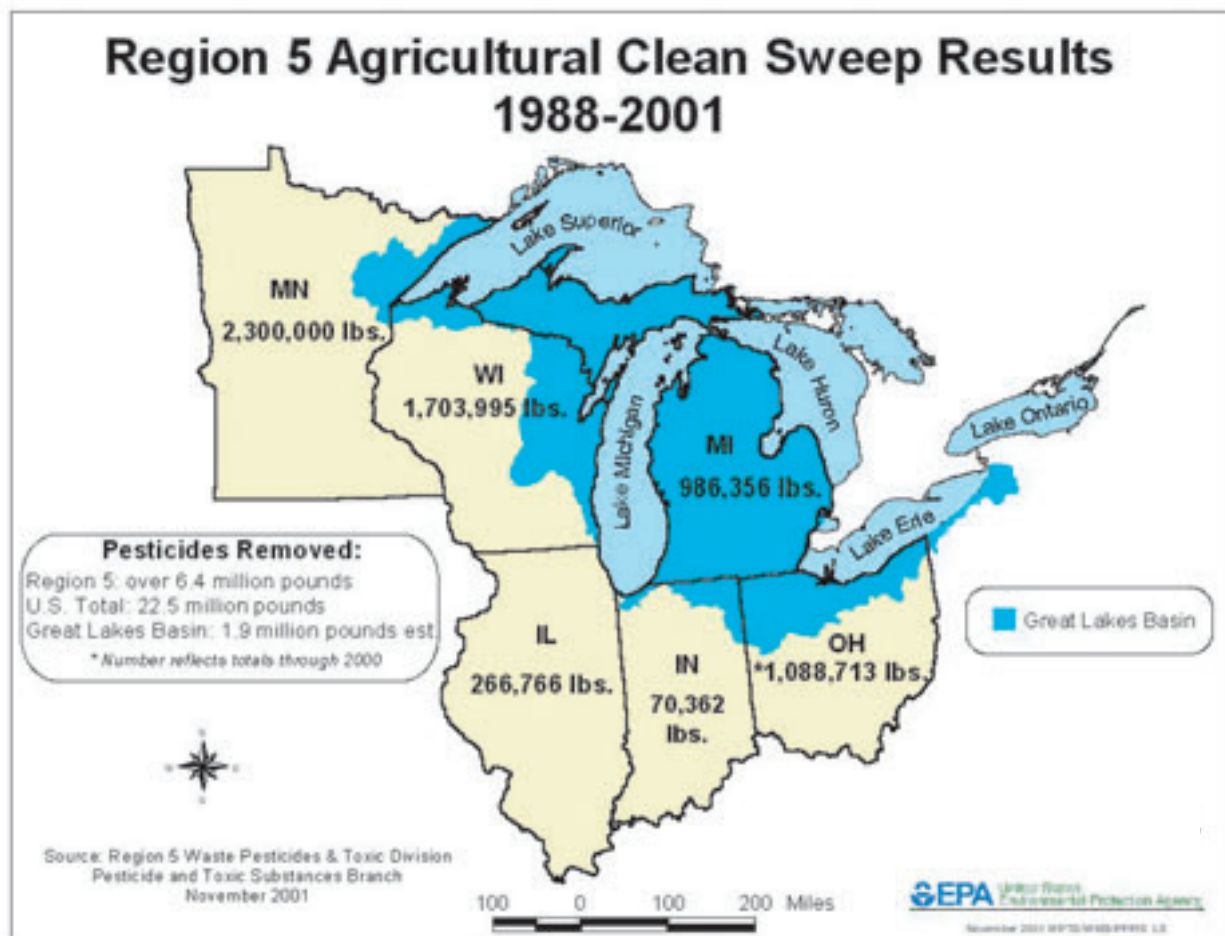 Region 5 Agricultural Clean Sweep Results
1988-2001
Lake Superior
MN
2,300,000 lbs.
WI
1,703,995 lbs.
Lake Michigan
Lake Huron
MI
986,356 lbs.
Lake Ontario
Lake Erie
Pesticides Removed:
Region 5: over 6.4 million pounds
U.S. Total: 22.5 million pounds
Great Lakes Basin: 1.9 million pounds est.
* Number reflects totals through 2000
Great Lakes Basin
IL
266,766 lbs.
IN
70,362
lbs.
OH
*1,088,713 lbs.
Source: Region 5 Waste Pesticides & Toxic Division
Pesticide and Toxic Substances Branch
November 2001
100 0 100 200 Miles
EPA
United States
Environmental Protection Agency
November 2001